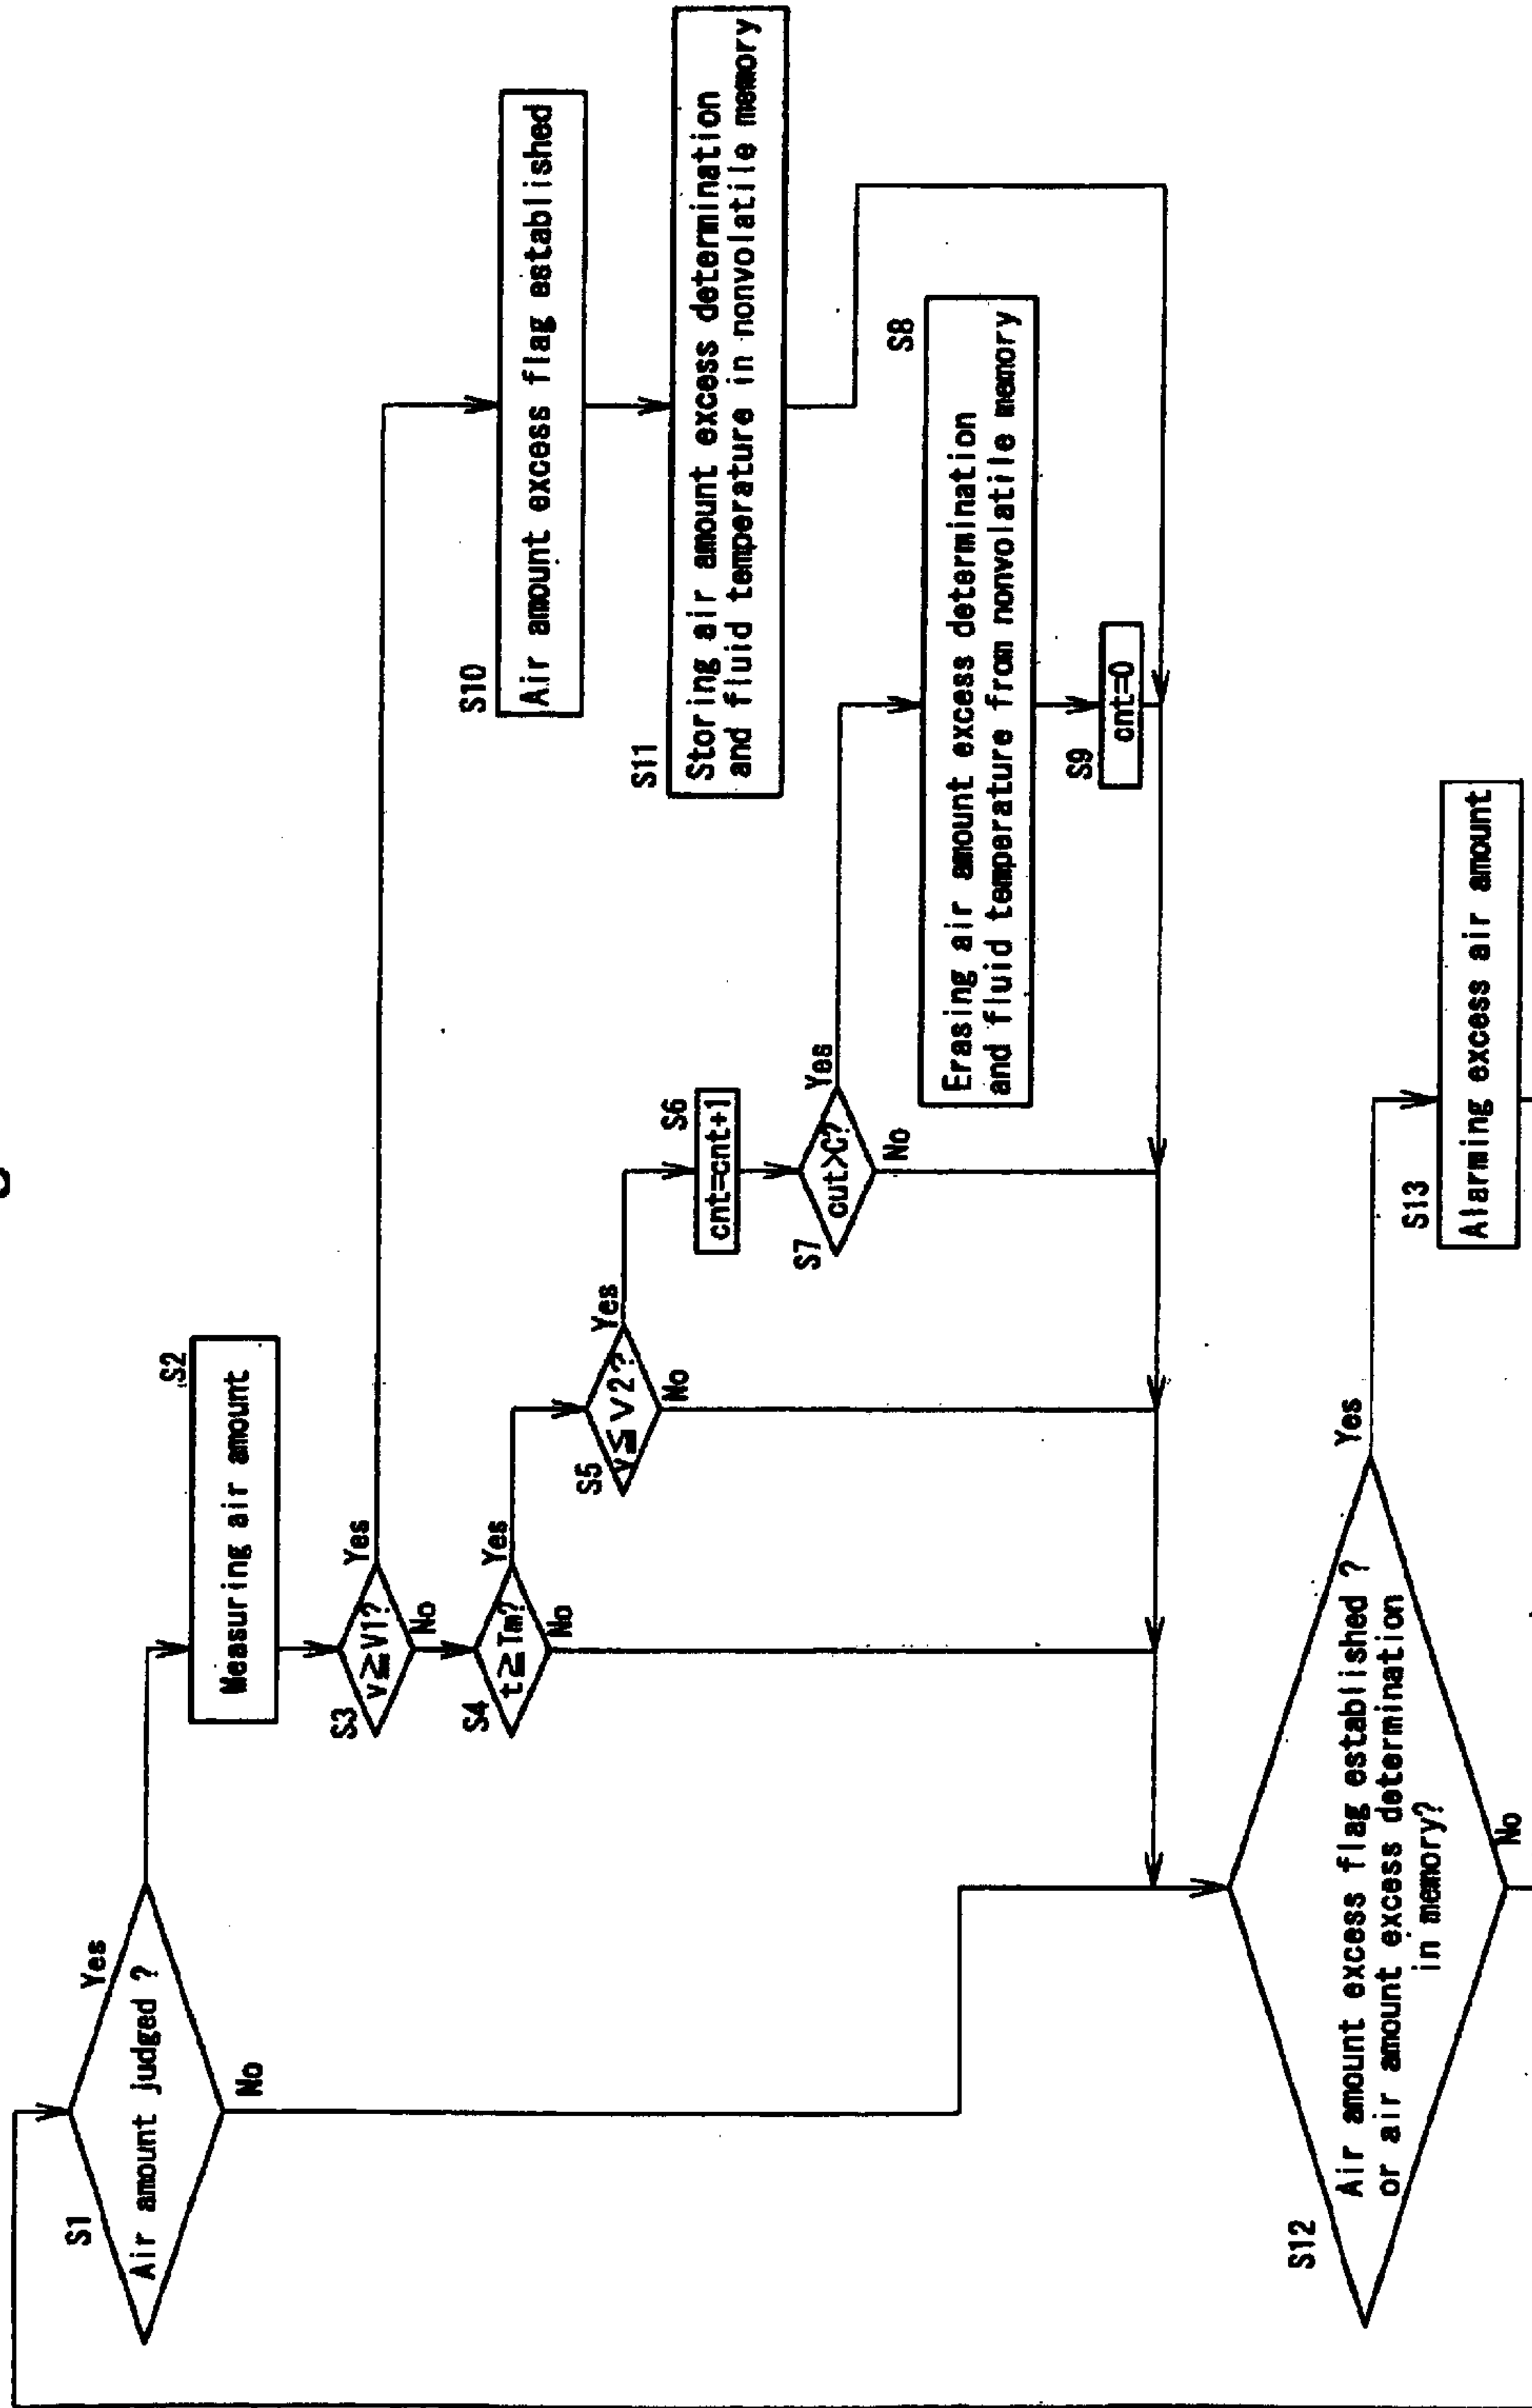 S1
Air amount judged ?
Yes
No
S2
Measuring air amount
S3
v≧V1?
Yes
No
S4
t≧Tm?
Yes
No
S5
v≦V2?
Yes
No
S6
cnt=cnt+1
S7
cut>C?
Yes
No
S10
Air amount excess flag established
S11
Storing air amount excess determination
and fluid temperature in nonvolatile memory
S8
Erasing air amount excess determination
and fluid temperature from nonvolatile memory
S9
cnt=0
S12
Air amount excess flag established ?
or air amount excess determination
in memory?
Yes
No
S13
Alarming excess air amount